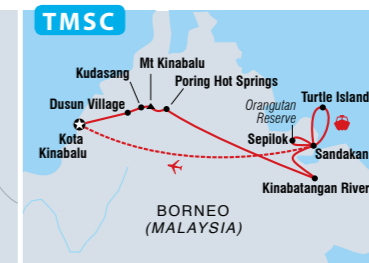 TMSC
Mt Kinabalu
Kudasang
Poring Hot Springs
Turtle Island
Dusun Village
Orangutan
Reserve
Kota
Kinabalu
Sepilok
Sandakan
Kinabatangan River
BORNEO
(MALAYSIA)